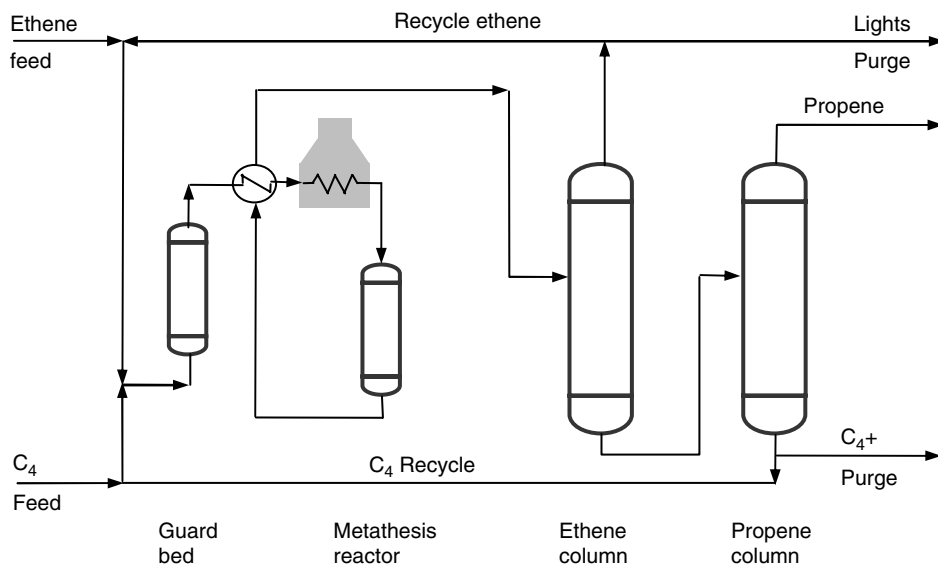 Ethene
feed
Recycle ethene
Lights
Purge
Propene
C₄
Feed
C₄ Recycle
C₄+
Purge
Guard
bed
Metathesis
reactor
Ethene
column
Propene
column